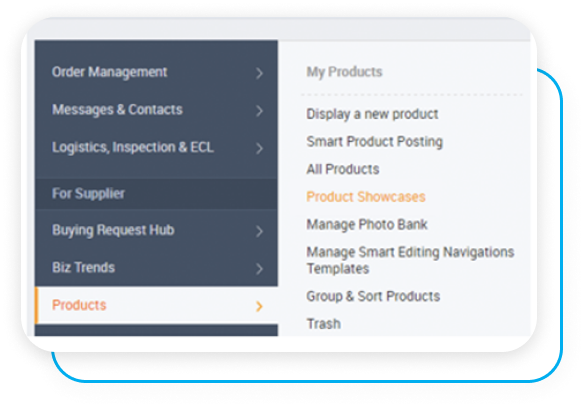 Order Management
Messages & Contacts
Logistics, Inspection & ECL
For Supplier
Buying Request Hub
Biz Trends
Products
My Products
Display a new product
Smart Product Posting
All Products
Product Showcases
Manage Photo Bank
Manage Smart Editing Navigations
Templates
Group & Sort Products
Trash